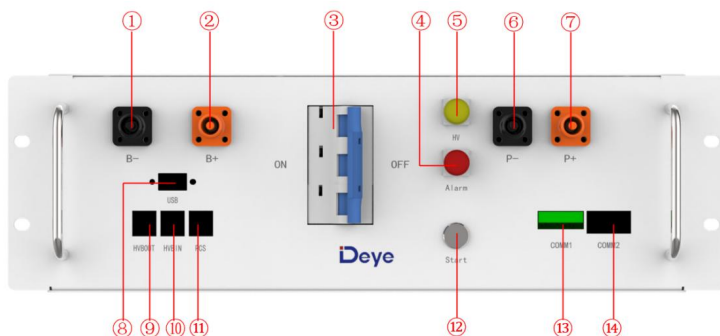 ① ② ③ ④ ⑤ ⑥ ⑦
B- B+ ON OFF HV P- P+
Alarm
USB
HVBOUT HVBIN PCS
Deye
Start
COMM1 COMM2
⑧ ⑨ ⑩ ⑪ ⑫ ⑬ ⑭